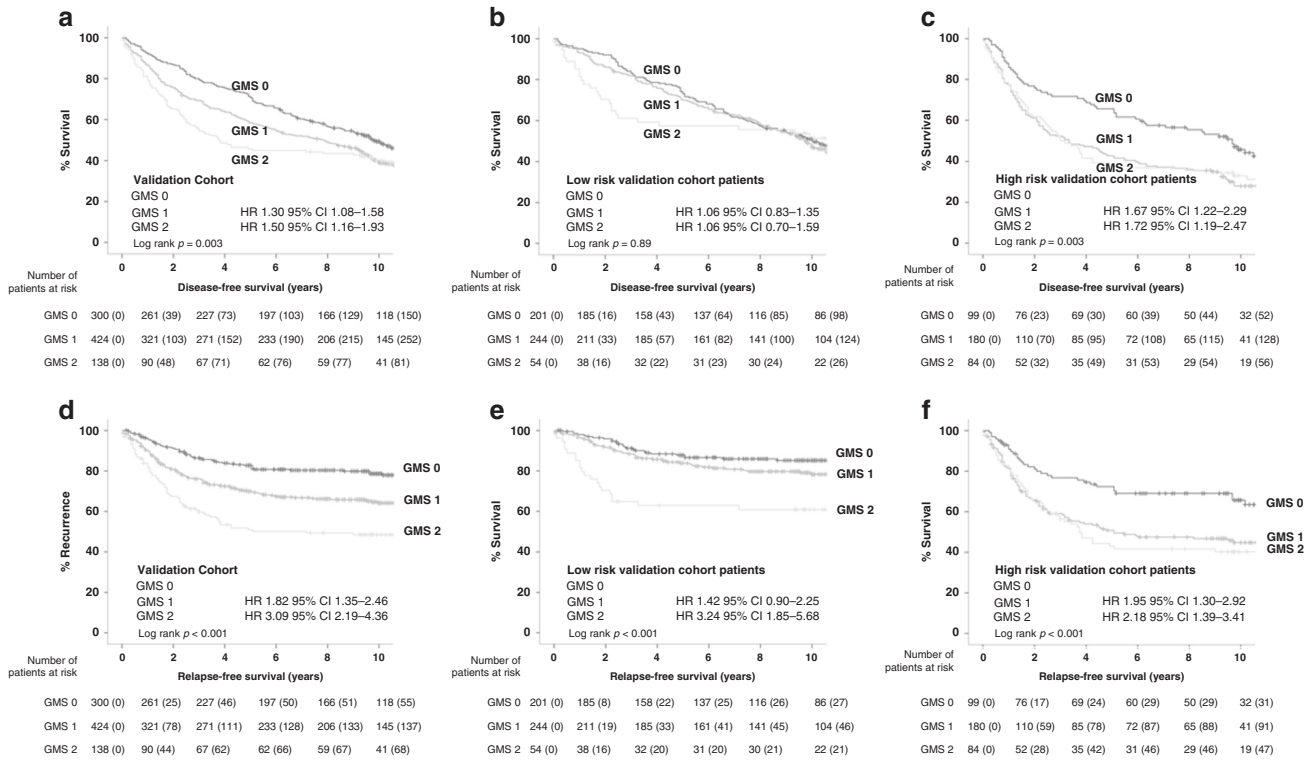 a
100
80
60
40
20
0
% Survival
GMS 0
GMS 1
GMS 2
Validation Cohort
GMS 0
GMS 1 HR 1.30 95% CI 1.08–1.58
GMS 2 HR 1.50 95% CI 1.16–1.93
Log rank p = 0.003
0 2 4 6 8 10
Disease-free survival (years)
Number of
patients at risk
GMS 0 300 (0) 261 (39) 227 (73) 197 (103) 166 (129) 118 (150)
GMS 1 424 (0) 321 (103) 271 (152) 233 (190) 206 (215) 145 (252)
GMS 2 138 (0) 90 (48) 67 (71) 62 (76) 59 (77) 41 (81)
b
100
80
60
40
20
0
% Survival
GMS 0
GMS 1
GMS 2
Low risk validation cohort patients
GMS 0
GMS 1 HR 1.06 95% CI 0.83–1.35
GMS 2 HR 1.06 95% CI 0.70–1.59
Log rank p = 0.89
0 2 4 6 8 10
Disease-free survival (years)
Number of
patients at risk
GMS 0 201 (0) 185 (16) 158 (43) 137 (64) 116 (85) 86 (98)
GMS 1 244 (0) 211 (33) 185 (57) 161 (82) 141 (100) 104 (124)
GMS 2 54 (0) 38 (16) 32 (22) 31 (23) 30 (24) 22 (26)
c
100
80
60
40
20
0
% Survival
GMS 0
GMS 1
GMS 2
High risk validation cohort patients
GMS 0
GMS 1 HR 1.67 95% CI 1.22–2.29
GMS 2 HR 1.72 95% CI 1.19–2.47
Log rank p = 0.003
0 2 4 6 8 10
Disease-free survival (years)
Number of
patients at risk
GMS 0 99 (0) 76 (23) 69 (30) 60 (39) 50 (44) 32 (52)
GMS 1 180 (0) 110 (70) 85 (95) 72 (108) 65 (115) 41 (128)
GMS 2 84 (0) 52 (32) 35 (49) 31 (53) 29 (54) 19 (56)
d
100
80
60
40
20
0
% Recurrence
GMS 0
GMS 1
GMS 2
Validation Cohort
GMS 0
GMS 1 HR 1.82 95% CI 1.35–2.46
GMS 2 HR 3.09 95% CI 2.19–4.36
Log rank p < 0.001
0 2 4 6 8 10
Relapse-free survival (years)
Number of
patients at risk
GMS 0 300 (0) 261 (25) 227 (46) 197 (50) 166 (51) 118 (55)
GMS 1 424 (0) 321 (78) 271 (111) 233 (128) 206 (133) 145 (137)
GMS 2 138 (0) 90 (44) 67 (62) 62 (66) 59 (67) 41 (68)
e
100
80
60
40
20
0
% Survival
GMS 0
GMS 1
GMS 2
Low risk validation cohort patients
GMS 0
GMS 1 HR 1.42 95% CI 0.90–2.25
GMS 2 HR 3.24 95% CI 1.85–5.68
Log rank p < 0.001
0 2 4 6 8 10
Relapse-free survival (years)
Number of
patients at risk
GMS 0 201 (0) 185 (8) 158 (22) 137 (25) 116 (26) 86 (27)
GMS 1 244 (0) 211 (19) 185 (33) 161 (41) 141 (45) 104 (46)
GMS 2 54 (0) 38 (16) 32 (20) 31 (20) 30 (21) 22 (21)
f
100
80
60
40
20
0
% Survival
GMS 0
GMS 1
GMS 2
High risk validation cohort patients
GMS 0
GMS 1 HR 1.95 95% CI 1.30–2.92
GMS 2 HR 2.18 95% CI 1.39–3.41
Log rank p < 0.001
0 2 4 6 8 10
Relapse-free survival (years)
Number of
patients at risk
GMS 0 99 (0) 76 (17) 69 (24) 60 (29) 50 (29) 32 (31)
GMS 1 180 (0) 110 (59) 85 (78) 72 (87) 65 (88) 41 (91)
GMS 2 84 (0) 52 (28) 35 (42) 31 (46) 29 (46) 19 (47)